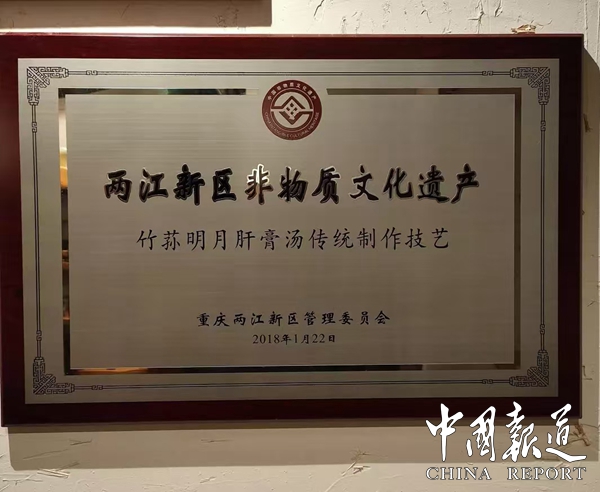 两江新区非物质文化遗产
竹荪明月肝膏汤传统制作技艺
重庆两江新区管理委员会
2018年1月22日
中国报道
CHINA REPORT